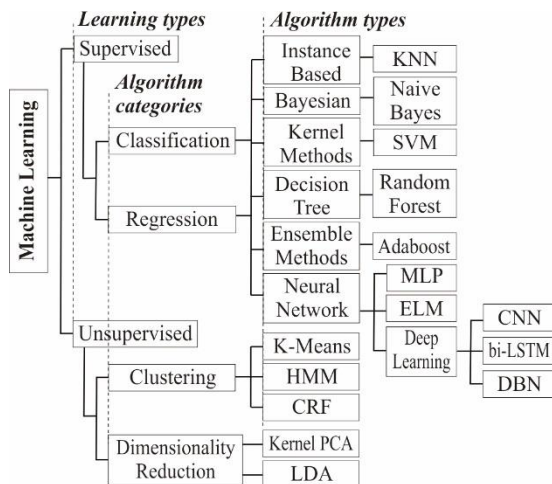 Learning types
Algorithm types
Supervised
Instance
Based
KNN
Algorithm
categories
Bayesian
Naive
Bayes
Classification
Kernel
Methods
SVM
Machine Learning
Decision
Tree
Random
Forest
Regression
Ensemble
Methods
Adaboost
Neural
Network
MLP
ELM
Deep
Learning
CNN
bi-LSTM
DBN
Unsupervised
K-Means
Clustering
HMM
CRF
Dimensionality
Reduction
Kernel PCA
LDA